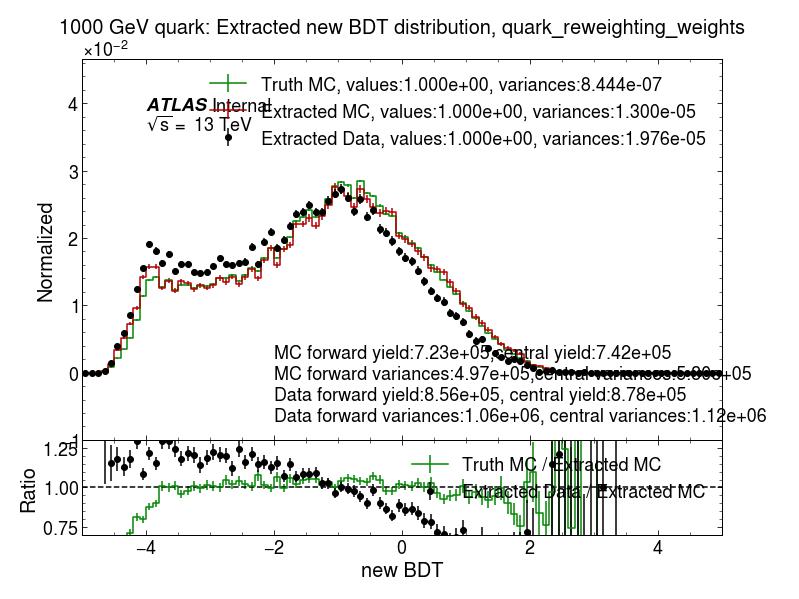 1000 GeV quark: Extracted new BDT distribution, quark_reweighting_weights
×10−2
Truth MC, values:1.000e+00, variances:8.444e-07
ATLAS Internal
Extracted MC, values:1.000e+00, variances:1.300e-05
√s = 13 TeV
Extracted Data, values:1.000e+00, variances:1.976e-05
4
3
2
1
0
Normalized
MC forward yield:7.23e+05, central yield:7.42e+05
MC forward variances:4.97e+05, central variances:
Data forward yield:8.56e+05, central yield:8.78e+05
Data forward variances:1.06e+06, central variances:1.12e+06
1.25
1.00
0.75
Ratio
Truth MC / Extracted MC
Extracted Data / Extracted MC
−4 −2 0 2 4
new BDT